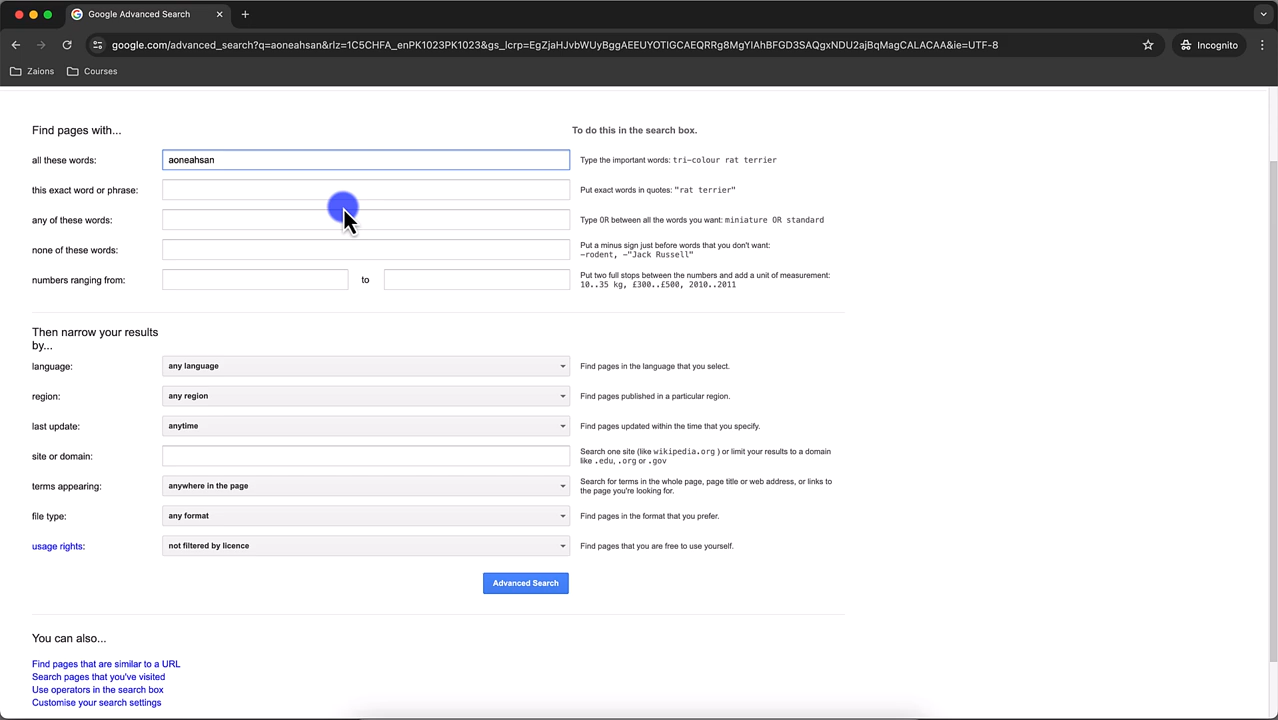 Google Advanced Search
google.com/advanced_search?q=aoneahsan&rlz=1C5CHFA_enPK1023PK1023&gs_lcrp=EgZjaHJvbWUyBggAEEUYOTIGCAEQRRg8MgYIAhBFGD3SAQgxNDU2ajBqMagCALACAA&ie=UTF-8
Incognito
Zaions Courses
Find pages with... To do this in the search box.
all these words: aoneahsan Type the important words: tri-colour rat terrier
this exact word or phrase: Put exact words in quotes: "rat terrier"
any of these words: Type OR between all the words you want: miniature OR standard
none of these words: Put a minus sign just before words that you don't want:
-rodent, -"Jack Russell"
numbers ranging from: to Put two full stops between the numbers and add a unit of measurement:
10..35 kg, £300..£500, 2010..2011
Then narrow your results
by...
language: any language Find pages in the language that you select.
region: any region Find pages published in a particular region.
last update: anytime Find pages updated within the time that you specify.
site or domain: Search one site (like wikipedia.org ) or limit your results to a domain
like .edu, .org or .gov
terms appearing: anywhere in the page Search for terms in the whole page, page title or web address, or links to
the page you're looking for.
file type: any format Find pages in the format that you prefer.
usage rights: not filtered by licence Find pages that you are free to use yourself.
Advanced Search
You can also...
Find pages that are similar to a URL
Search pages that you've visited
Use operators in the search box
Customise your search settings